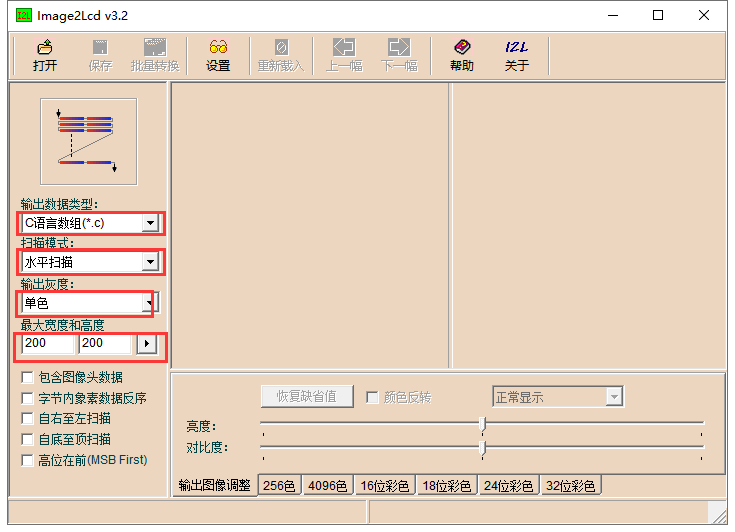 I2L Image2Lcd v3.2
打开 保存 批量转换 设置 重新载入 上一幅 下一幅 I2L 帮助 关于
输出数据类型:
C语言数组(*.c)
扫描模式:
水平扫描
输出灰度:
单色
最大宽度和高度
200 200
包含图像头数据
字节内象素数据反序
自右至左扫描
自底至顶扫描
高位在前(MSB First)
恢复缺省值 颜色反转 正常显示
亮度:
对比度:
输出图像调整 256色 4096色 16位彩色 18位彩色 24位彩色 32位彩色